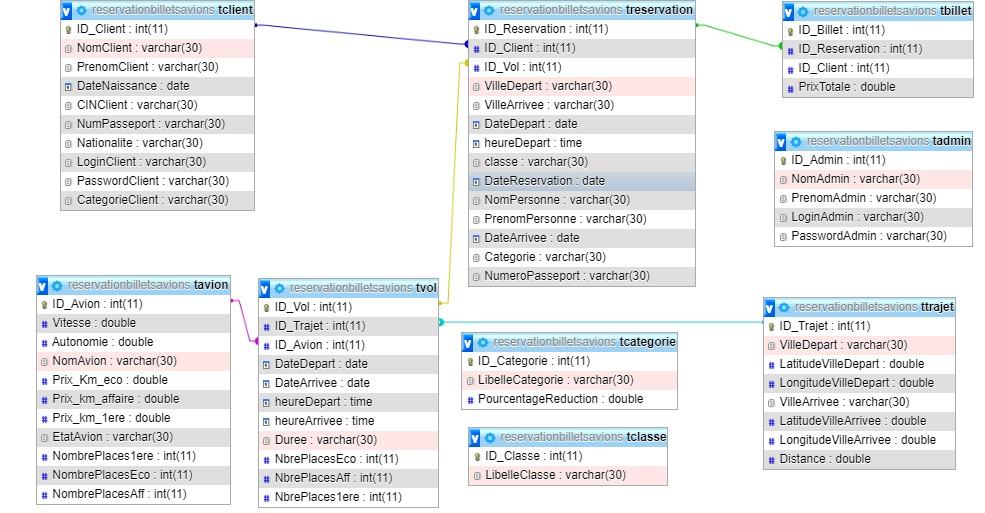 reservationbilletsavions tclient
ID_Client : int(11)
NomClient : varchar(30)
PrenomClient : varchar(30)
DateNaissance : date
CINClient : varchar(30)
NumPasseport : varchar(30)
Nationalite : varchar(30)
LoginClient : varchar(30)
PasswordClient : varchar(30)
CategorieClient : varchar(30)
reservationbilletsavions treservation
ID_Reservation : int(11)
ID_Client : int(11)
ID_Vol : int(11)
VilleDepart : varchar(30)
VilleArrivee : varchar(30)
DateDepart : date
heureDepart : time
classe : varchar(30)
DateReservation : date
NomPersonne : varchar(30)
PrenomPersonne : varchar(30)
DateArrivee : date
Categorie : varchar(30)
NumeroPasseport : varchar(30)
reservationbilletsavions tbillet
ID_Billet : int(11)
ID_Reservation : int(11)
ID_Client : int(11)
PrixTotale : double
reservationbilletsavions tadmin
ID_Admin : int(11)
NomAdmin : varchar(30)
PrenomAdmin : varchar(30)
LoginAdmin : varchar(30)
PasswordAdmin : varchar(30)
reservationbilletsavions tavion
ID_Avion : int(11)
Vitesse : double
Autonomie : double
NomAvion : varchar(30)
Prix_Km_eco : double
Prix_km_affaire : double
Prix_km_1ere : double
EtatAvion : varchar(30)
NombrePlaces1ere : int(11)
NombrePlacesEco : int(11)
NombrePlacesAff : int(11)
reservationbilletsavions tvol
ID_Vol : int(11)
ID_Trajet : int(11)
ID_Avion : int(11)
DateDepart : date
DateArrivee : date
heureDepart : time
heureArrivee : time
Duree : varchar(30)
NbrePlacesEco : int(11)
NbrePlacesAff : int(11)
NbrePlaces1ere : int(11)
reservationbilletsavions tcategorie
ID_Categorie : int(11)
LibelleCategorie : varchar(30)
PourcentageReduction : double
reservationbilletsavions tclasse
ID_Classe : int(11)
LibelleClasse : varchar(30)
reservationbilletsavions ttrajet
ID_Trajet : int(11)
VilleDepart : varchar(30)
LatitudeVilleDepart : double
LongitudeVilleDepart : double
VilleArrivee : varchar(30)
LatitudeVilleArrivee : double
LongitudeVilleArrivee : double
Distance : double